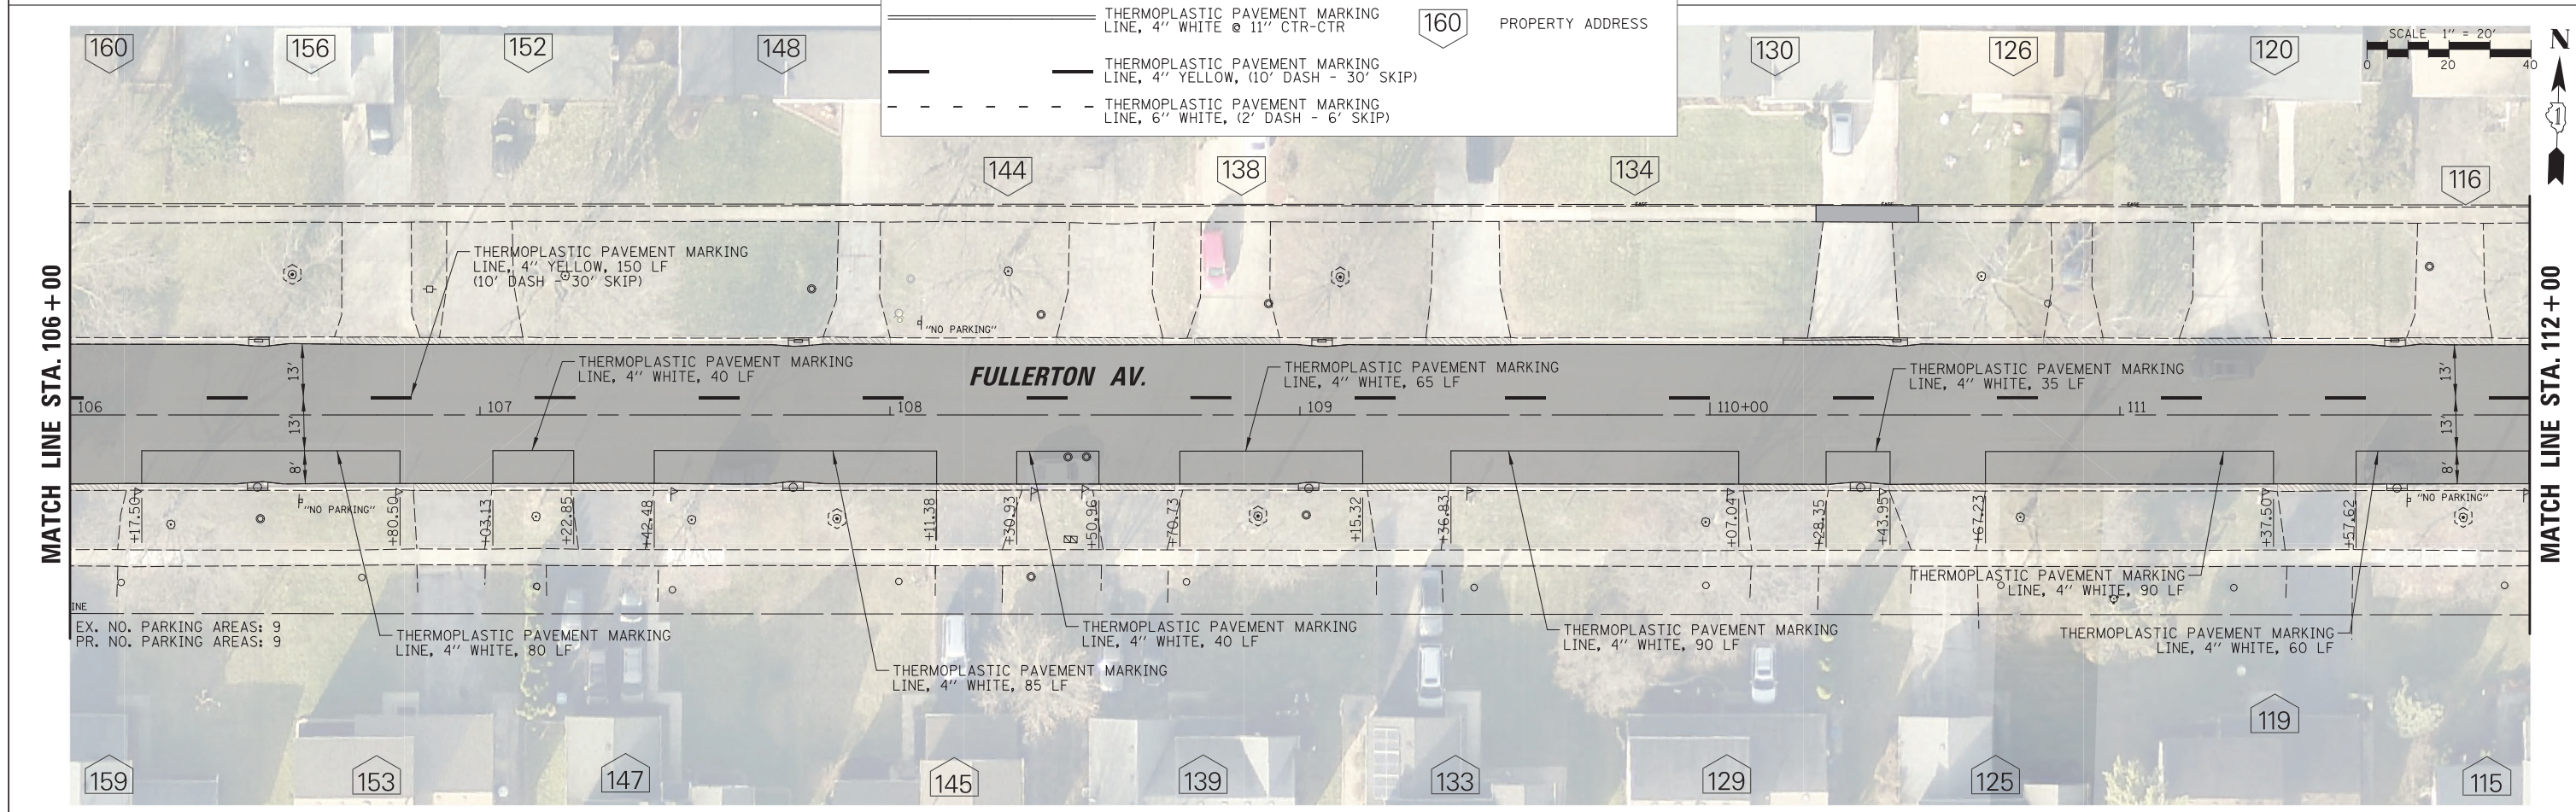 THERMOPLASTIC PAVEMENT MARKING
LINE, 4" WHITE @ 11" CTR-CTR
160
PROPERTY ADDRESS
THERMOPLASTIC PAVEMENT MARKING
LINE, 4" YELLOW, (10' DASH - 30' SKIP)
THERMOPLASTIC PAVEMENT MARKING
LINE, 6" WHITE, (2' DASH - 6' SKIP)
SCALE 1" = 20'
0 20 40
N
1
160
156
152
148
130
126
120
144
138
134
116
EASE
EASE
EASE
MATCH LINE STA. 106+00
THERMOPLASTIC PAVEMENT MARKING
LINE, 4" YELLOW, 150 LF
(10' DASH - 30' SKIP)
"NO PARKING"
THERMOPLASTIC PAVEMENT MARKING
LINE, 4" WHITE, 40 LF
FULLERTON AV.
THERMOPLASTIC PAVEMENT MARKING
LINE, 4" WHITE, 65 LF
THERMOPLASTIC PAVEMENT MARKING
LINE, 4" WHITE, 35 LF
13'
13'
8'
13'
13'
8'
106
107
108
109
110+00
111
+17.50
"NO PARKING"
+80.50
+03.13
+22.85
+42.48
+11.38
+30.93
+50.96
+70.73
+15.32
+36.83
+07.04
+28.35
+43.95
+67.23
+37.50
+57.62
"NO PARKING"
MATCH LINE STA. 112+00
INE
EX. NO. PARKING AREAS: 9
PR. NO. PARKING AREAS: 9
THERMOPLASTIC PAVEMENT MARKING
LINE, 4" WHITE, 80 LF
THERMOPLASTIC PAVEMENT MARKING
LINE, 4" WHITE, 85 LF
THERMOPLASTIC PAVEMENT MARKING
LINE, 4" WHITE, 40 LF
THERMOPLASTIC PAVEMENT MARKING
LINE, 4" WHITE, 90 LF
THERMOPLASTIC PAVEMENT MARKING
LINE, 4" WHITE, 90 LF
THERMOPLASTIC PAVEMENT MARKING
LINE, 4" WHITE, 60 LF
159
153
147
145
139
133
129
125
119
115